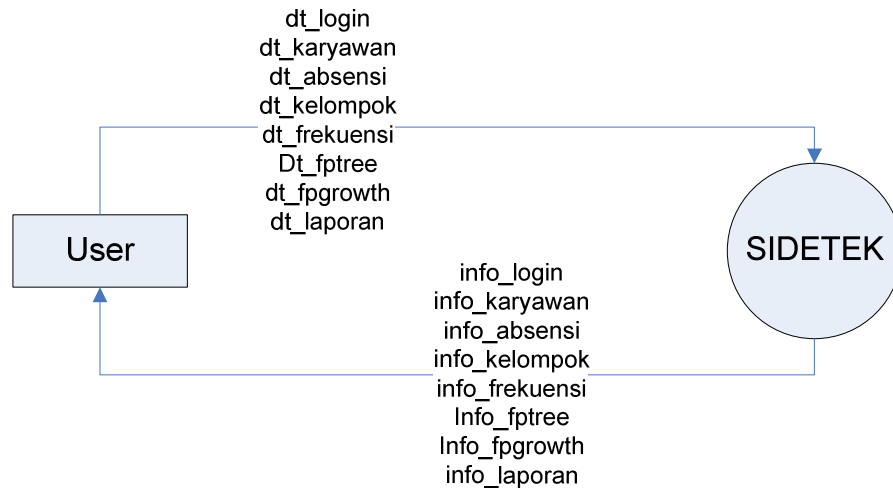 dt_login
dt_karyawan
dt_absensi
dt_kelompok
dt_frekuensi
Dt_fptree
dt_fpgrowth
dt_laporan
User
SIDETEK
info_login
info_karyawan
info_absensi
info_kelompok
info_frekuensi
Info_fptree
Info_fpgrowth
info_laporan